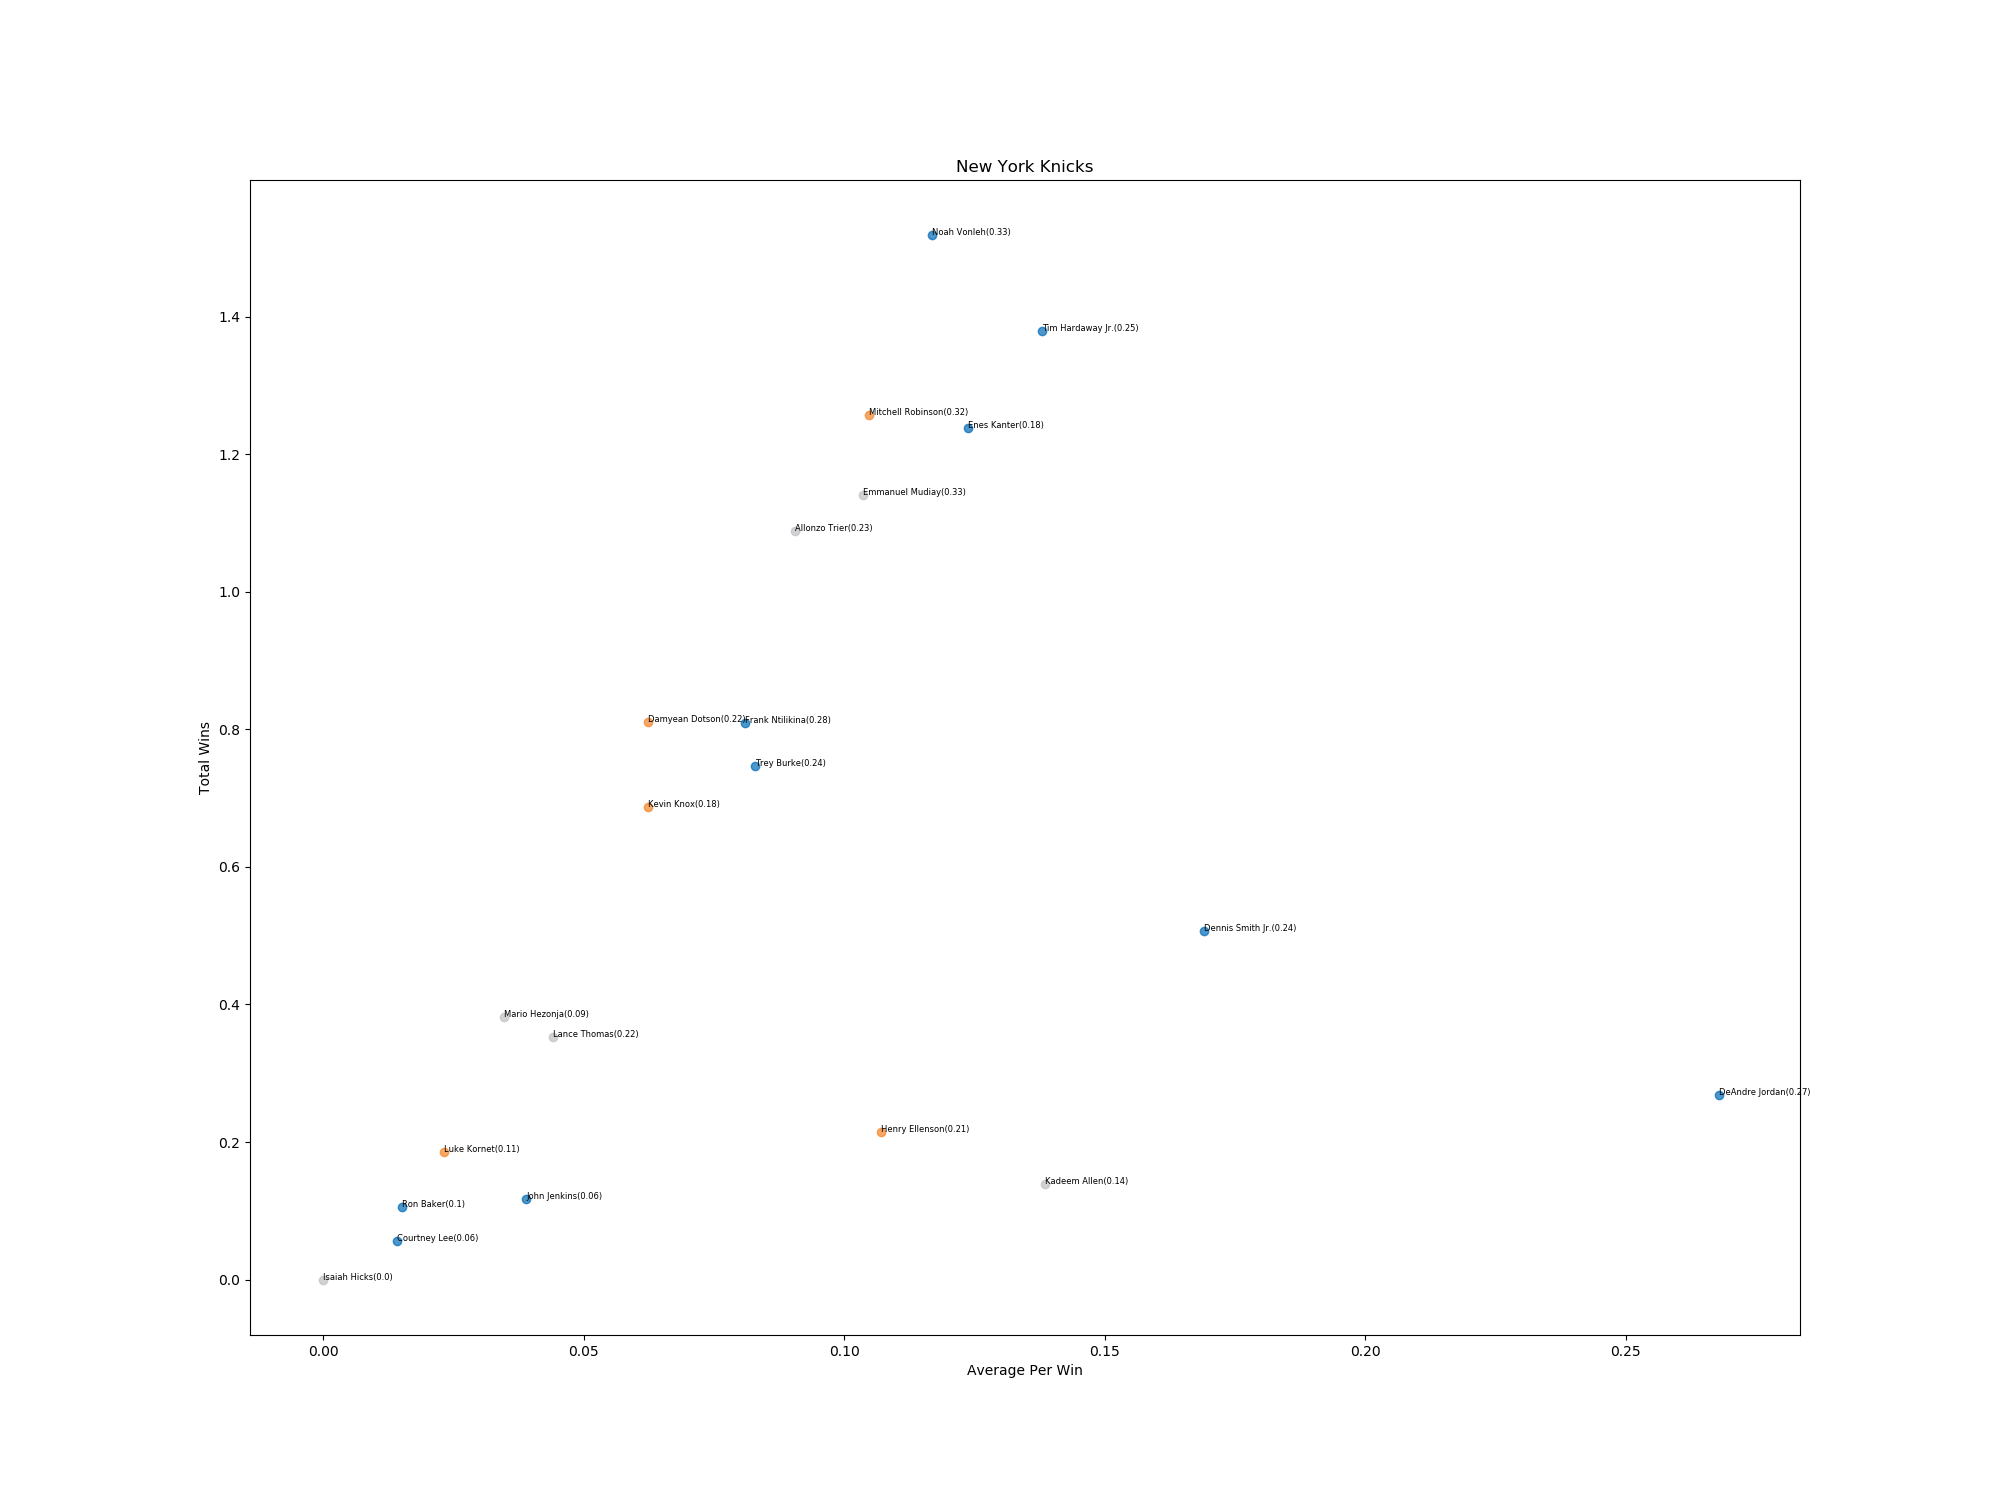 New York Knicks
Noah Vonleh(0.33)
1.4
Tim Hardaway Jr.(0.25)
Mitchell Robinson(0.32)
Enes Kanter(0.18)
1.2
Emmanuel Mudiay(0.33)
Allonzo Trier(0.23)
1.0
Damyean Dotson(0.22)
Frank Ntilikina(0.28)
0.8
Total Wins
Trey Burke(0.24)
Kevin Knox(0.18)
0.6
Dennis Smith Jr.(0.24)
0.4
Mario Hezonja(0.09)
Lance Thomas(0.22)
DeAndre Jordan(0.27)
Henry Ellenson(0.21)
0.2
Luke Kornet(0.11)
Kadeem Allen(0.14)
John Jenkins(0.06)
Ron Baker(0.1)
Courtney Lee(0.06)
Isaiah Hicks(0.0)
0.0
0.00 0.05 0.10 0.15 0.20 0.25
Average Per Win